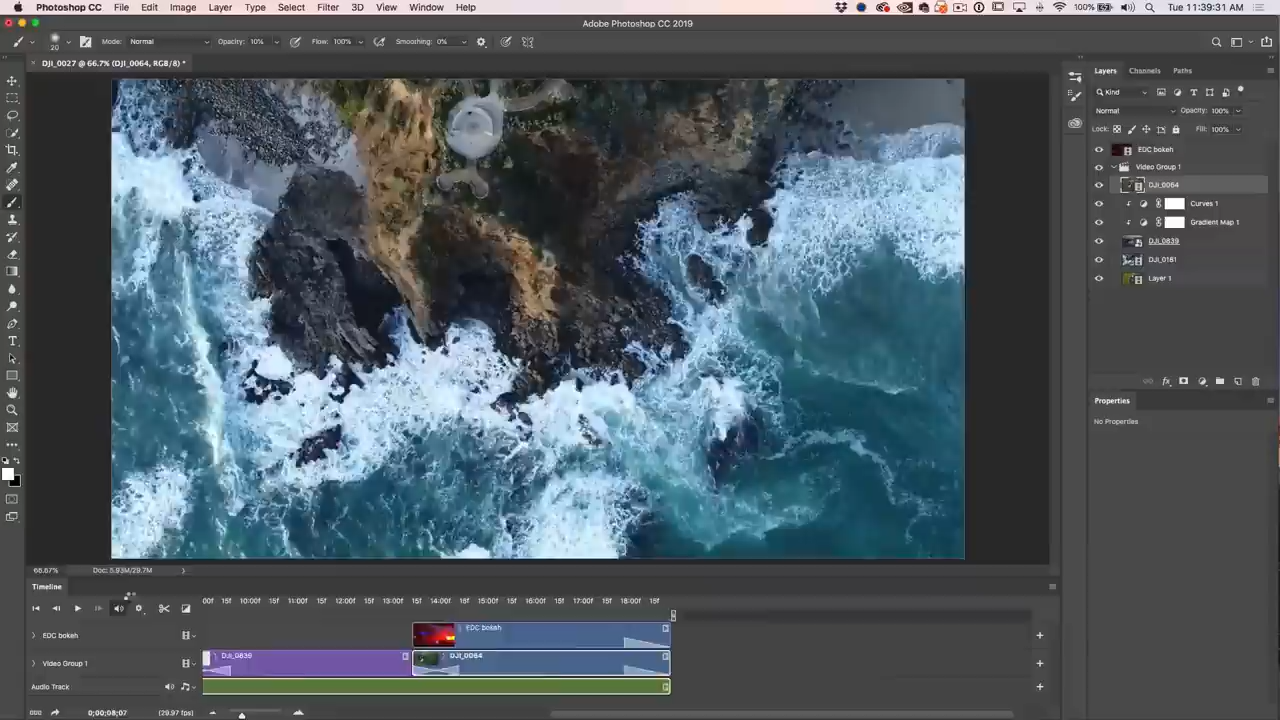 Photoshop CC File Edit Image Layer Type Select Filter 3D View Window Help 100% Tue 11:39:31 AM
Adobe Photoshop CC 2019
20 Mode: Normal Opacity: 10% Flow: 100% Smoothing: 0%
DJI_0027 @ 66.7% (DJI_0064, RGB/8) *
Layers Channels Paths
Kind
Normal Opacity: 100%
Lock: Fill: 100%
EDC bokeh
Video Group 1
DJI_0064
Curves 1
Gradient Map 1
DJI_0839
DJI_0161
Layer 1
Properties
No Properties
66.67% Doc: 5.93M/29.7M
Timeline
00f 15f 10:00f 15f 11:00f 15f 12:00f 15f 13:00f 15f 14:00f 15f 15:00f 15f 16:00f 15f 17:00f 15f 18:00f 15f
EDC bokeh EDC bokeh
Video Group 1 DJI_0839 DJI_0064
Audio Track
0;00;08;07 (29.97 fps)